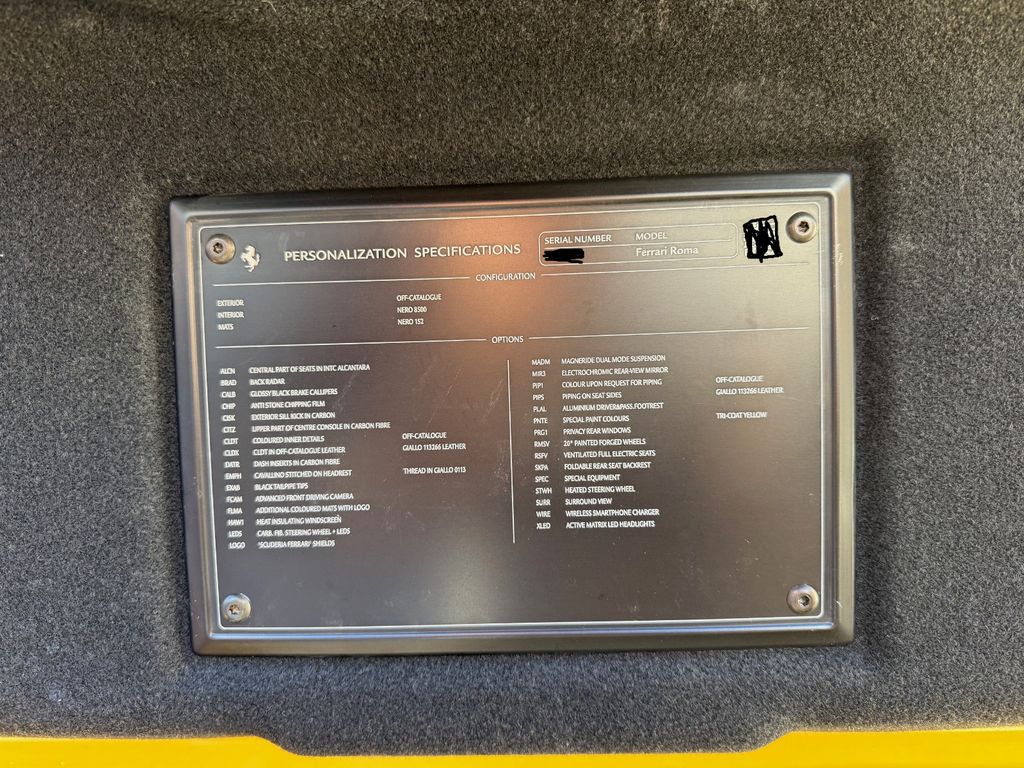 PERSONALIZATION SPECIFICATIONS
SERIAL NUMBER MODEL
Ferrari Roma
CONFIGURATION
EXTERIOR OFF-CATALOGUE
INTERIOR NERO 8500
MATS NERO 152
OPTIONS
ALCN CENTRAL PART OF SEATS IN INTC ALCANTARA
BRAD BACK RADAR
CALB GLOSSY BLACK BRAKE CALLIPERS
CHIP ANTI STONE CHIPPING FILM
CISK EXTERIOR SILL KICK IN CARBON
CITZ UPPER PART OF CENTRE CONSOLE IN CARBON FIBRE
CLDT COLOURED INNER DETAILS OFF-CATALOGUE
CLDX CLDT IN OFF-CATALOGUE LEATHER GIALLO 113266 LEATHER
DATR DASH INSERTS IN CARBON FIBRE
EMPH CAVALLINO STITCHED ON HEADREST THREAD IN GIALLO 0113
EXAB BLACK TAILPIPE TIPS
FCAM ADVANCED FRONT DRIVING CAMERA
FLMA ADDITIONAL COLOURED MATS WITH LOGO
HAW1 HEAT INSULATING WINDSCREEN
LEDS CARB. FIB. STEERING WHEEL + LEDS
LOGO "SCUDERIA FERRARI" SHIELDS
MADM MAGNERIDE DUAL MODE SUSPENSION
MIR3 ELECTROCHROMIC REAR-VIEW MIRROR
PIP1 COLOUR UPON REQUEST FOR PIPING OFF-CATALOGUE
PIPS PIPING ON SEAT SIDES GIALLO 113266 LEATHER
PLAL ALUMINIUM DRIVER&PASS.FOOTREST
PNTE SPECIAL PAINT COLOURS TRI-COAT YELLOW
PRG1 PRIVACY REAR WINDOWS
RMSV 20" PAINTED FORGED WHEELS
RSFV VENTILATED FULL ELECTRIC SEATS
SKPA FOLDABLE REAR SEAT BACKREST
SPEC SPECIAL EQUIPMENT
STWH HEATED STEERING WHEEL
SURR SURROUND VIEW
WIRE WIRELESS SMARTPHONE CHARGER
XLED ACTIVE MATRIX LED HEADLIGHTS